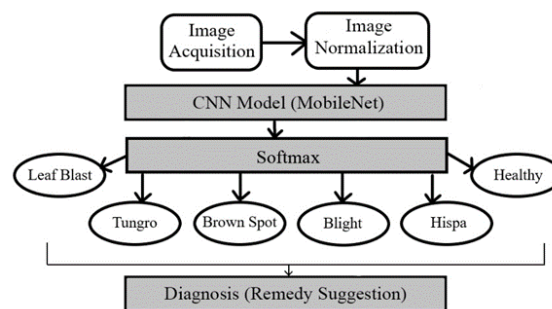 Image
Acquisition
Image
Normalization
CNN Model (MobileNet)
Softmax
Leaf Blast
Healthy
Tungro
Brown Spot
Blight
Hispa
Diagnosis (Remedy Suggestion)